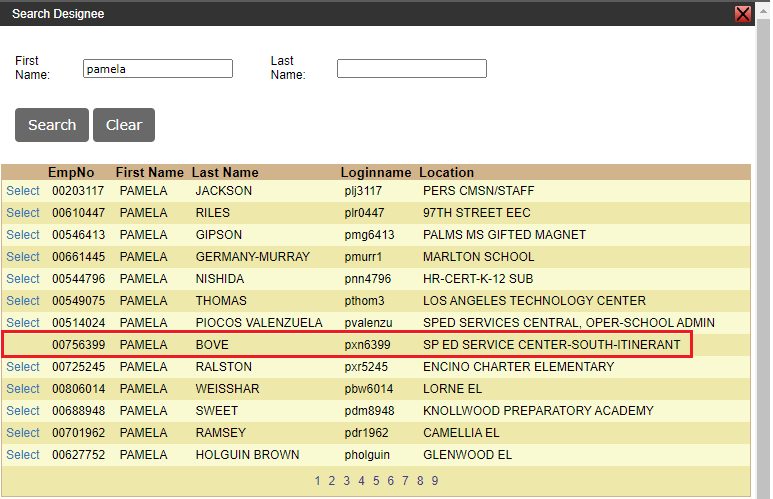 Search Designee
First Name: pamela Last Name:
Search Clear
EmpNo First Name Last Name Loginname Location
Select 00203117 PAMELA JACKSON plj3117 PERS CMSN/STAFF
Select 00610447 PAMELA RILES plr0447 97TH STREET EEC
Select 00546413 PAMELA GIPSON pmg6413 PALMS MS GIFTED MAGNET
Select 00661445 PAMELA GERMANY-MURRAY pmurr1 MARLTON SCHOOL
Select 00544796 PAMELA NISHIDA pnn4796 HR-CERT-K-12 SUB
Select 00549075 PAMELA THOMAS pthom3 LOS ANGELES TECHNOLOGY CENTER
Select 00514024 PAMELA PIOCOS VALENZUELA pvalenzu SPED SERVICES CENTRAL, OPER-SCHOOL ADMIN
00756399 PAMELA BOVE pxn6399 SP ED SERVICE CENTER-SOUTH-ITINERANT
Select 00725245 PAMELA RALSTON pxr5245 ENCINO CHARTER ELEMENTARY
Select 00806014 PAMELA WEISSHAR pbw6014 LORNE EL
Select 00688948 PAMELA SWEET pdm8948 KNOLLWOOD PREPARATORY ACADEMY
Select 00701962 PAMELA RAMSEY pdr1962 CAMELLIA EL
Select 00627752 PAMELA HOLGUIN BROWN pholguin GLENWOOD EL
1 2 3 4 5 6 7 8 9